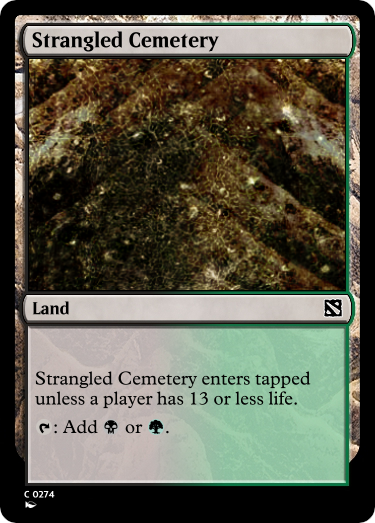 Strangled Cemetery
Land
Strangled Cemetery enters tapped
unless a player has 13 or less life.
: Add or .
C 0274